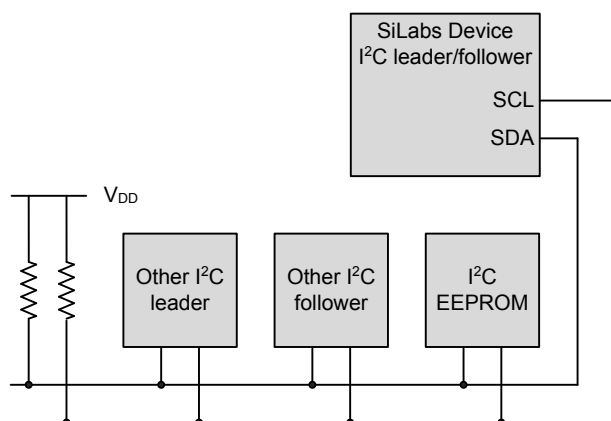 SiLabs Device
I²C leader/follower
SCL
SDA
V_DD
Other I²C
leader
Other I²C
follower
I²C
EEPROM